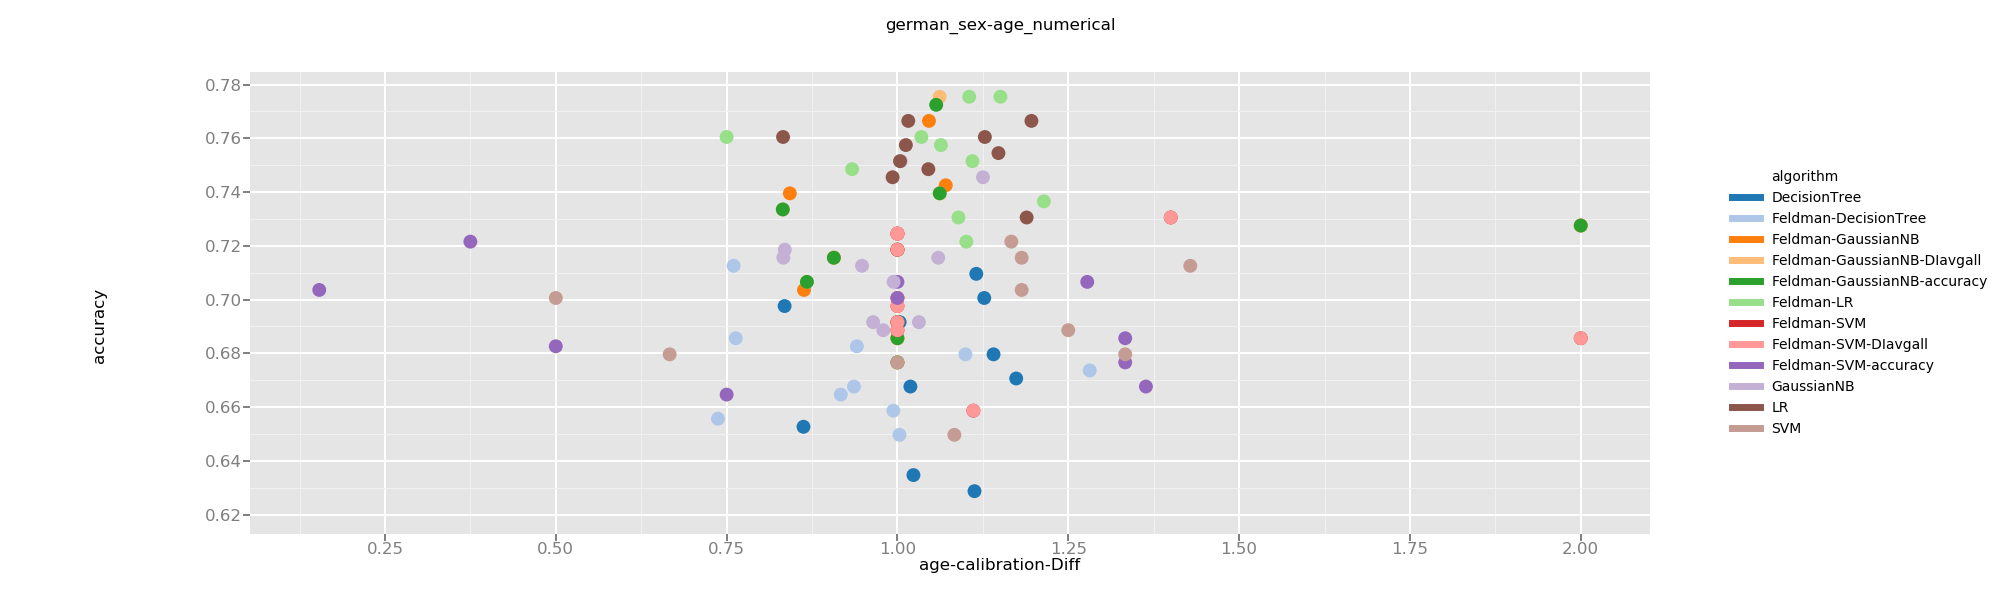 german_sex-age_numerical
0.78
0.76
0.74
0.72
0.70
0.68
0.66
0.64
0.62
accuracy
0.25 0.50 0.75 1.00 1.25 1.50 1.75 2.00
age-calibration-Diff
algorithm
DecisionTree
Feldman-DecisionTree
Feldman-GaussianNB
Feldman-GaussianNB-DIavgall
Feldman-GaussianNB-accuracy
Feldman-LR
Feldman-SVM
Feldman-SVM-DIavgall
Feldman-SVM-accuracy
GaussianNB
LR
SVM